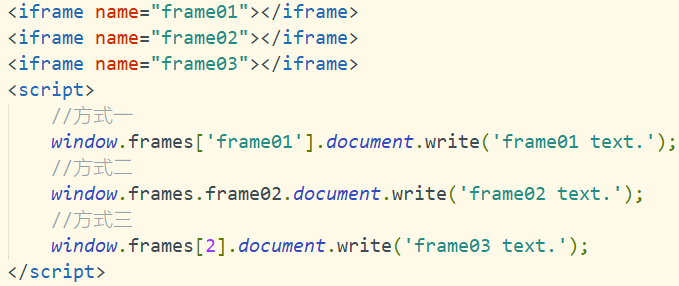 <iframe name="frame01"></iframe>
<iframe name="frame02"></iframe>
<iframe name="frame03"></iframe>
<script>
    //方式一
    window.frames['frame01'].document.write('frame01 text.');
    //方式二
    window.frames.frame02.document.write('frame02 text.');
    //方式三
    window.frames[2].document.write('frame03 text.');
</script>